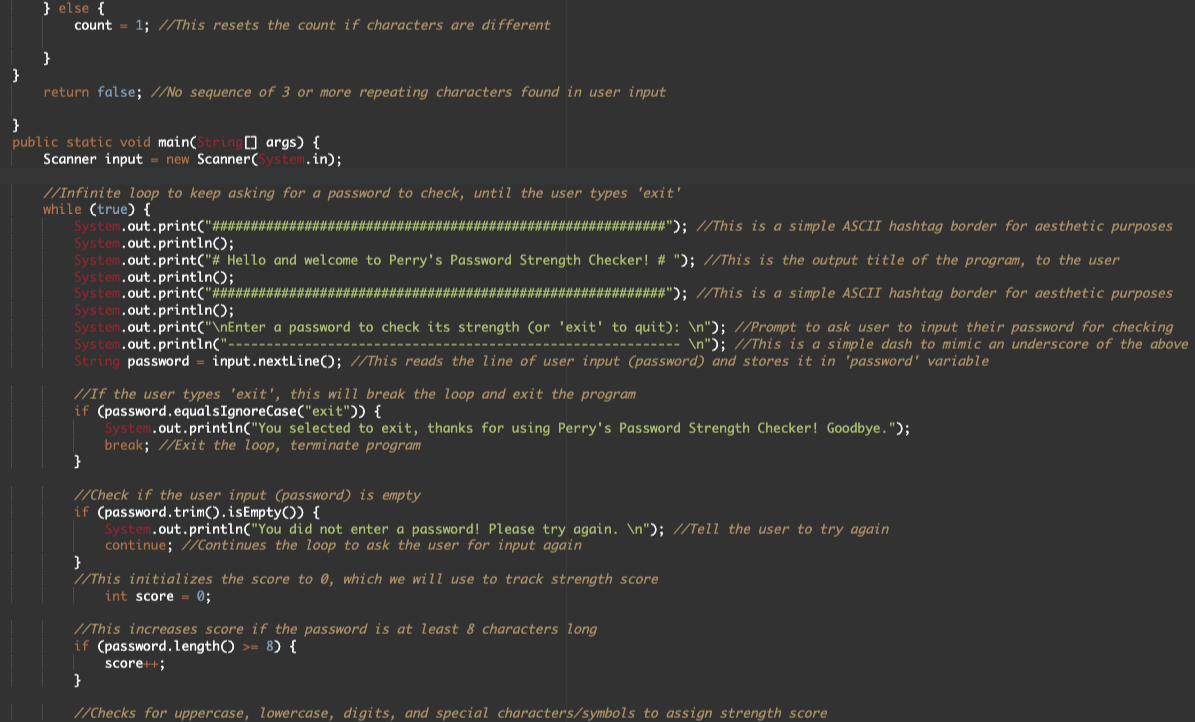 } else {
count = 1; //This resets the count if characters are different
}
}
return false; //No sequence of 3 or more repeating characters found in user input
}
public static void main(String[] args) {
Scanner input = new Scanner(System.in);
//Infinite loop to keep asking for a password to check, until the user types 'exit'
while (true) {
System.out.print("###########################################################"); //This is a simple ASCII hashtag border for aesthetic purposes
System.out.println();
System.out.print("# Hello and welcome to Perry's Password Strength Checker! # "); //This is the output title of the program, to the user
System.out.println();
System.out.print("###########################################################"); //This is a simple ASCII hashtag border for aesthetic purposes
System.out.println();
System.out.print("\nEnter a password to check its strength (or 'exit' to quit): \n"); //Prompt to ask user to input their password for checking
System.out.println("----------------------------------------------------------- \n"); //This is a simple dash to mimic an underscore of the above
String password = input.nextLine(); //This reads the line of user input (password) and stores it in 'password' variable
//If the user types 'exit', this will break the loop and exit the program
if (password.equalsIgnoreCase("exit")) {
System.out.println("You selected to exit, thanks for using Perry's Password Strength Checker! Goodbye.");
break; //Exit the loop, terminate program
}
//Check if the user input (password) is empty
if (password.trim().isEmpty()) {
System.out.println("You did not enter a password! Please try again. \n"); //Tell the user to try again
continue; //Continues the loop to ask the user for input again
}
//This initializes the score to 0, which we will use to track strength score
int score = 0;
//This increases score if the password is at least 8 characters long
if (password.length() >= 8) {
score++;
}
//Checks for uppercase, lowercase, digits, and special characters/symbols to assign strength score